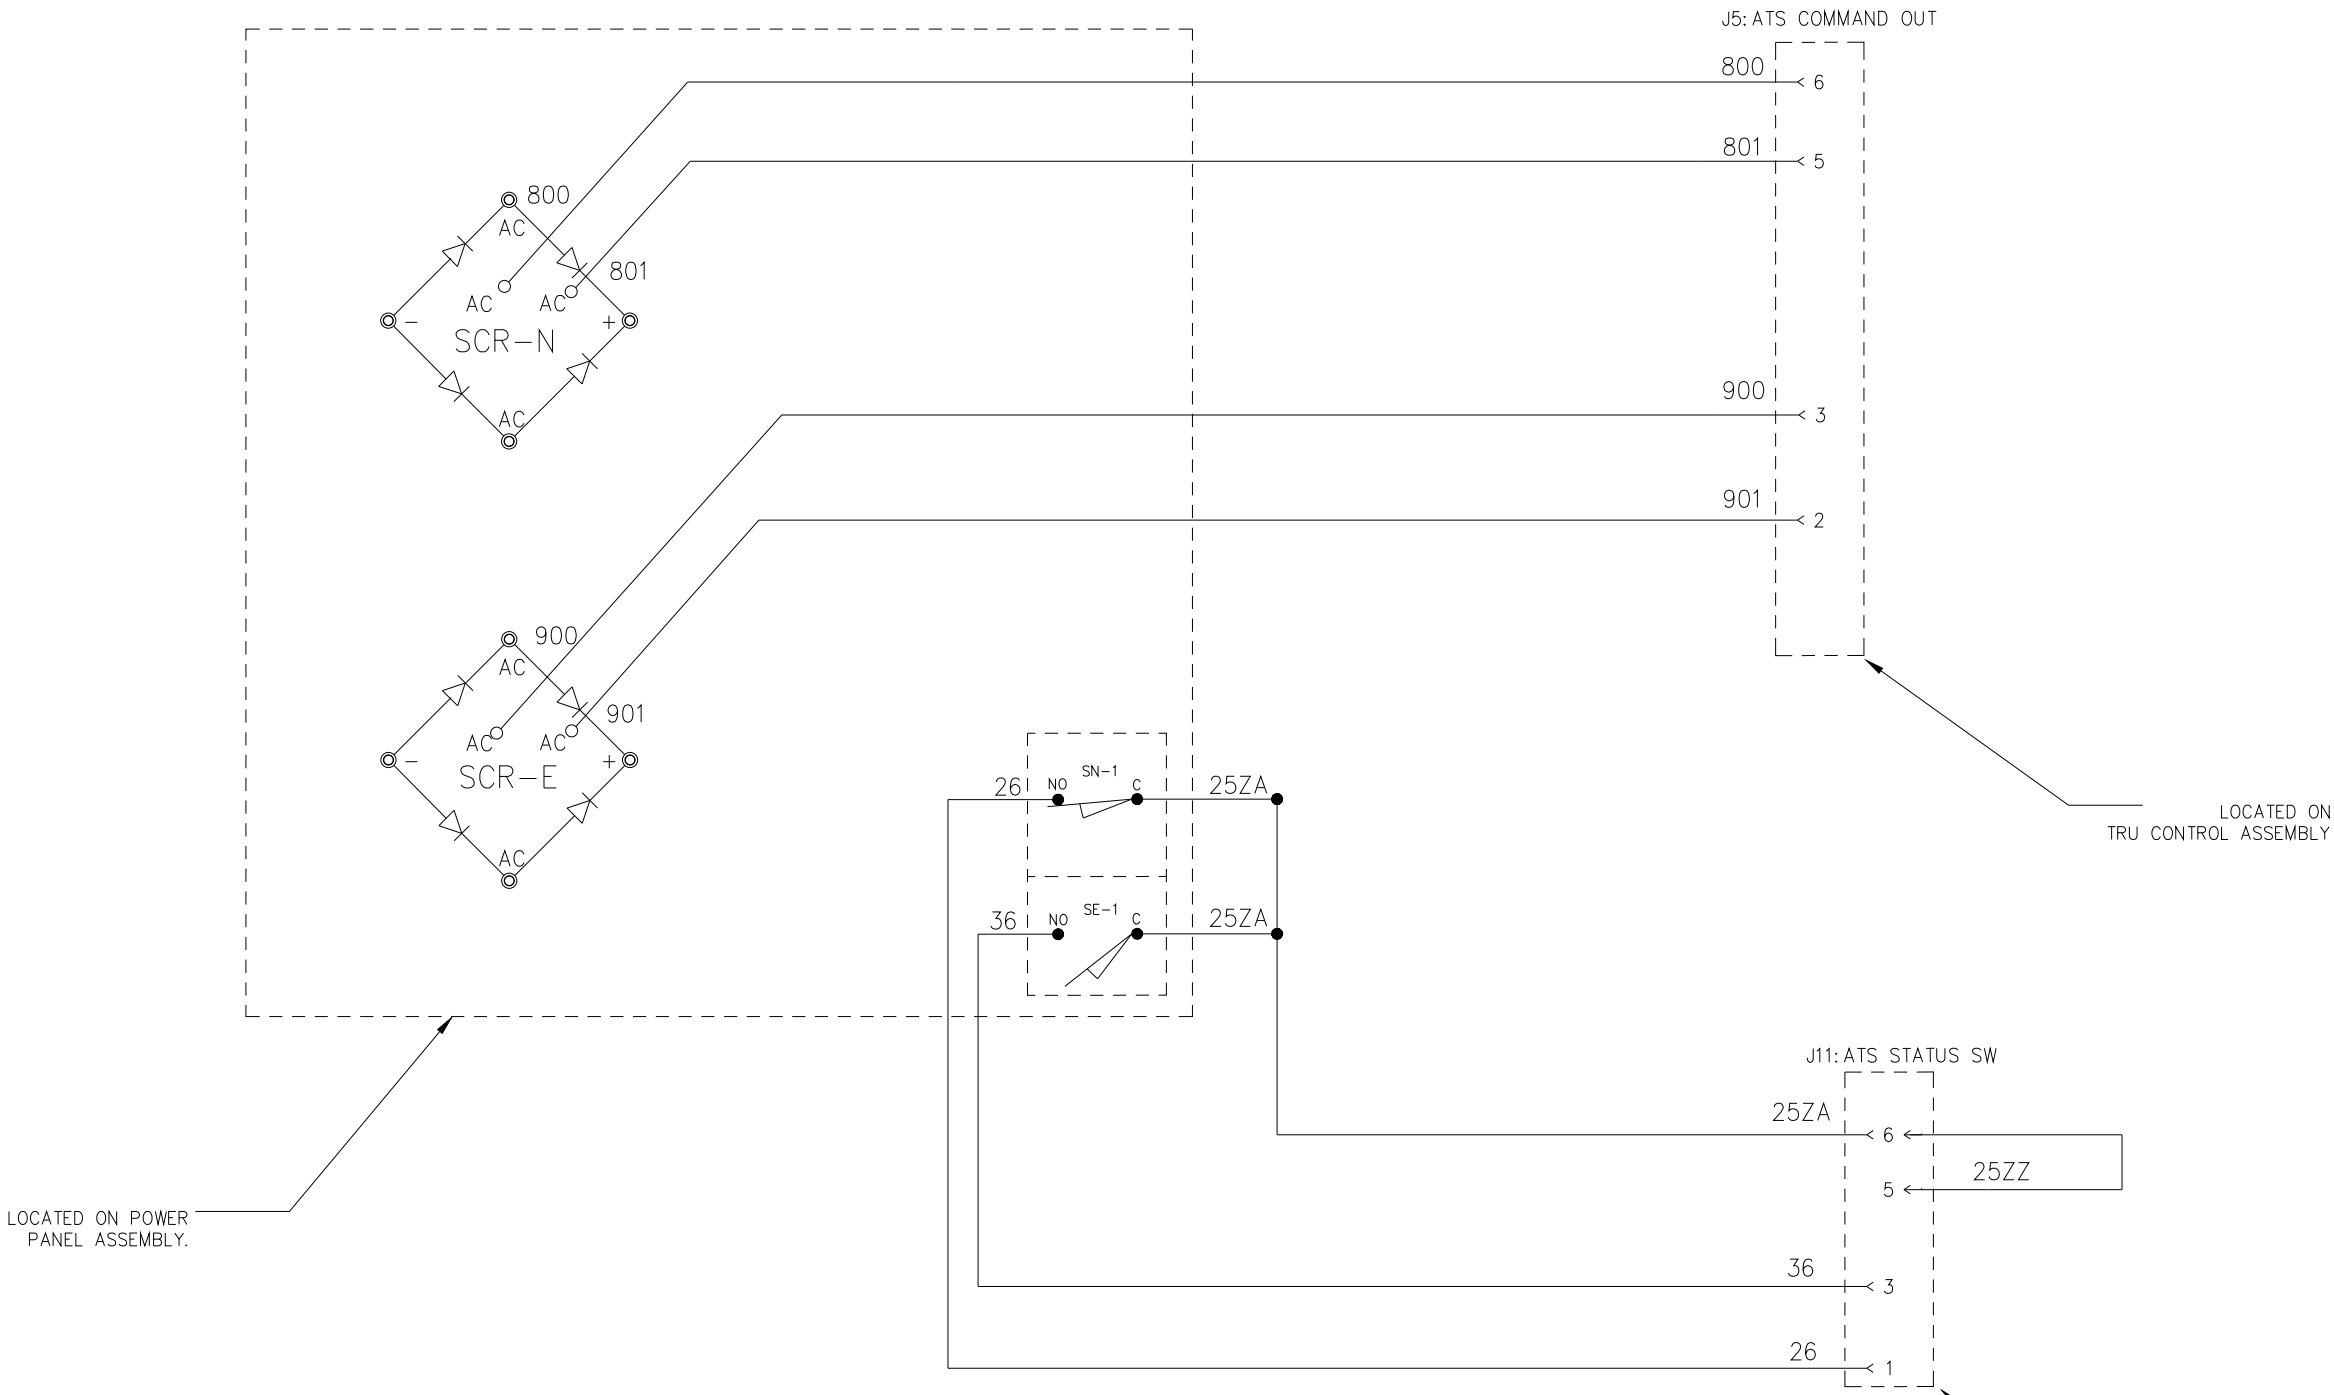 J5: ATS COMMAND OUT
800
6
801
5
800
AC
801
AC
AC
-
+
SCR-N
AC
900
3
901
2
900
AC
901
AC
AC
-
+
SCR-E
AC
SN-1
26
NO
C
25ZA
SE-1
36
NO
C
25ZA
LOCATED ON
TRU CONTROL ASSEMBLY
J11: ATS STATUS SW
25ZA
6
25ZZ
5
LOCATED ON POWER
PANEL ASSEMBLY.
36
3
26
1